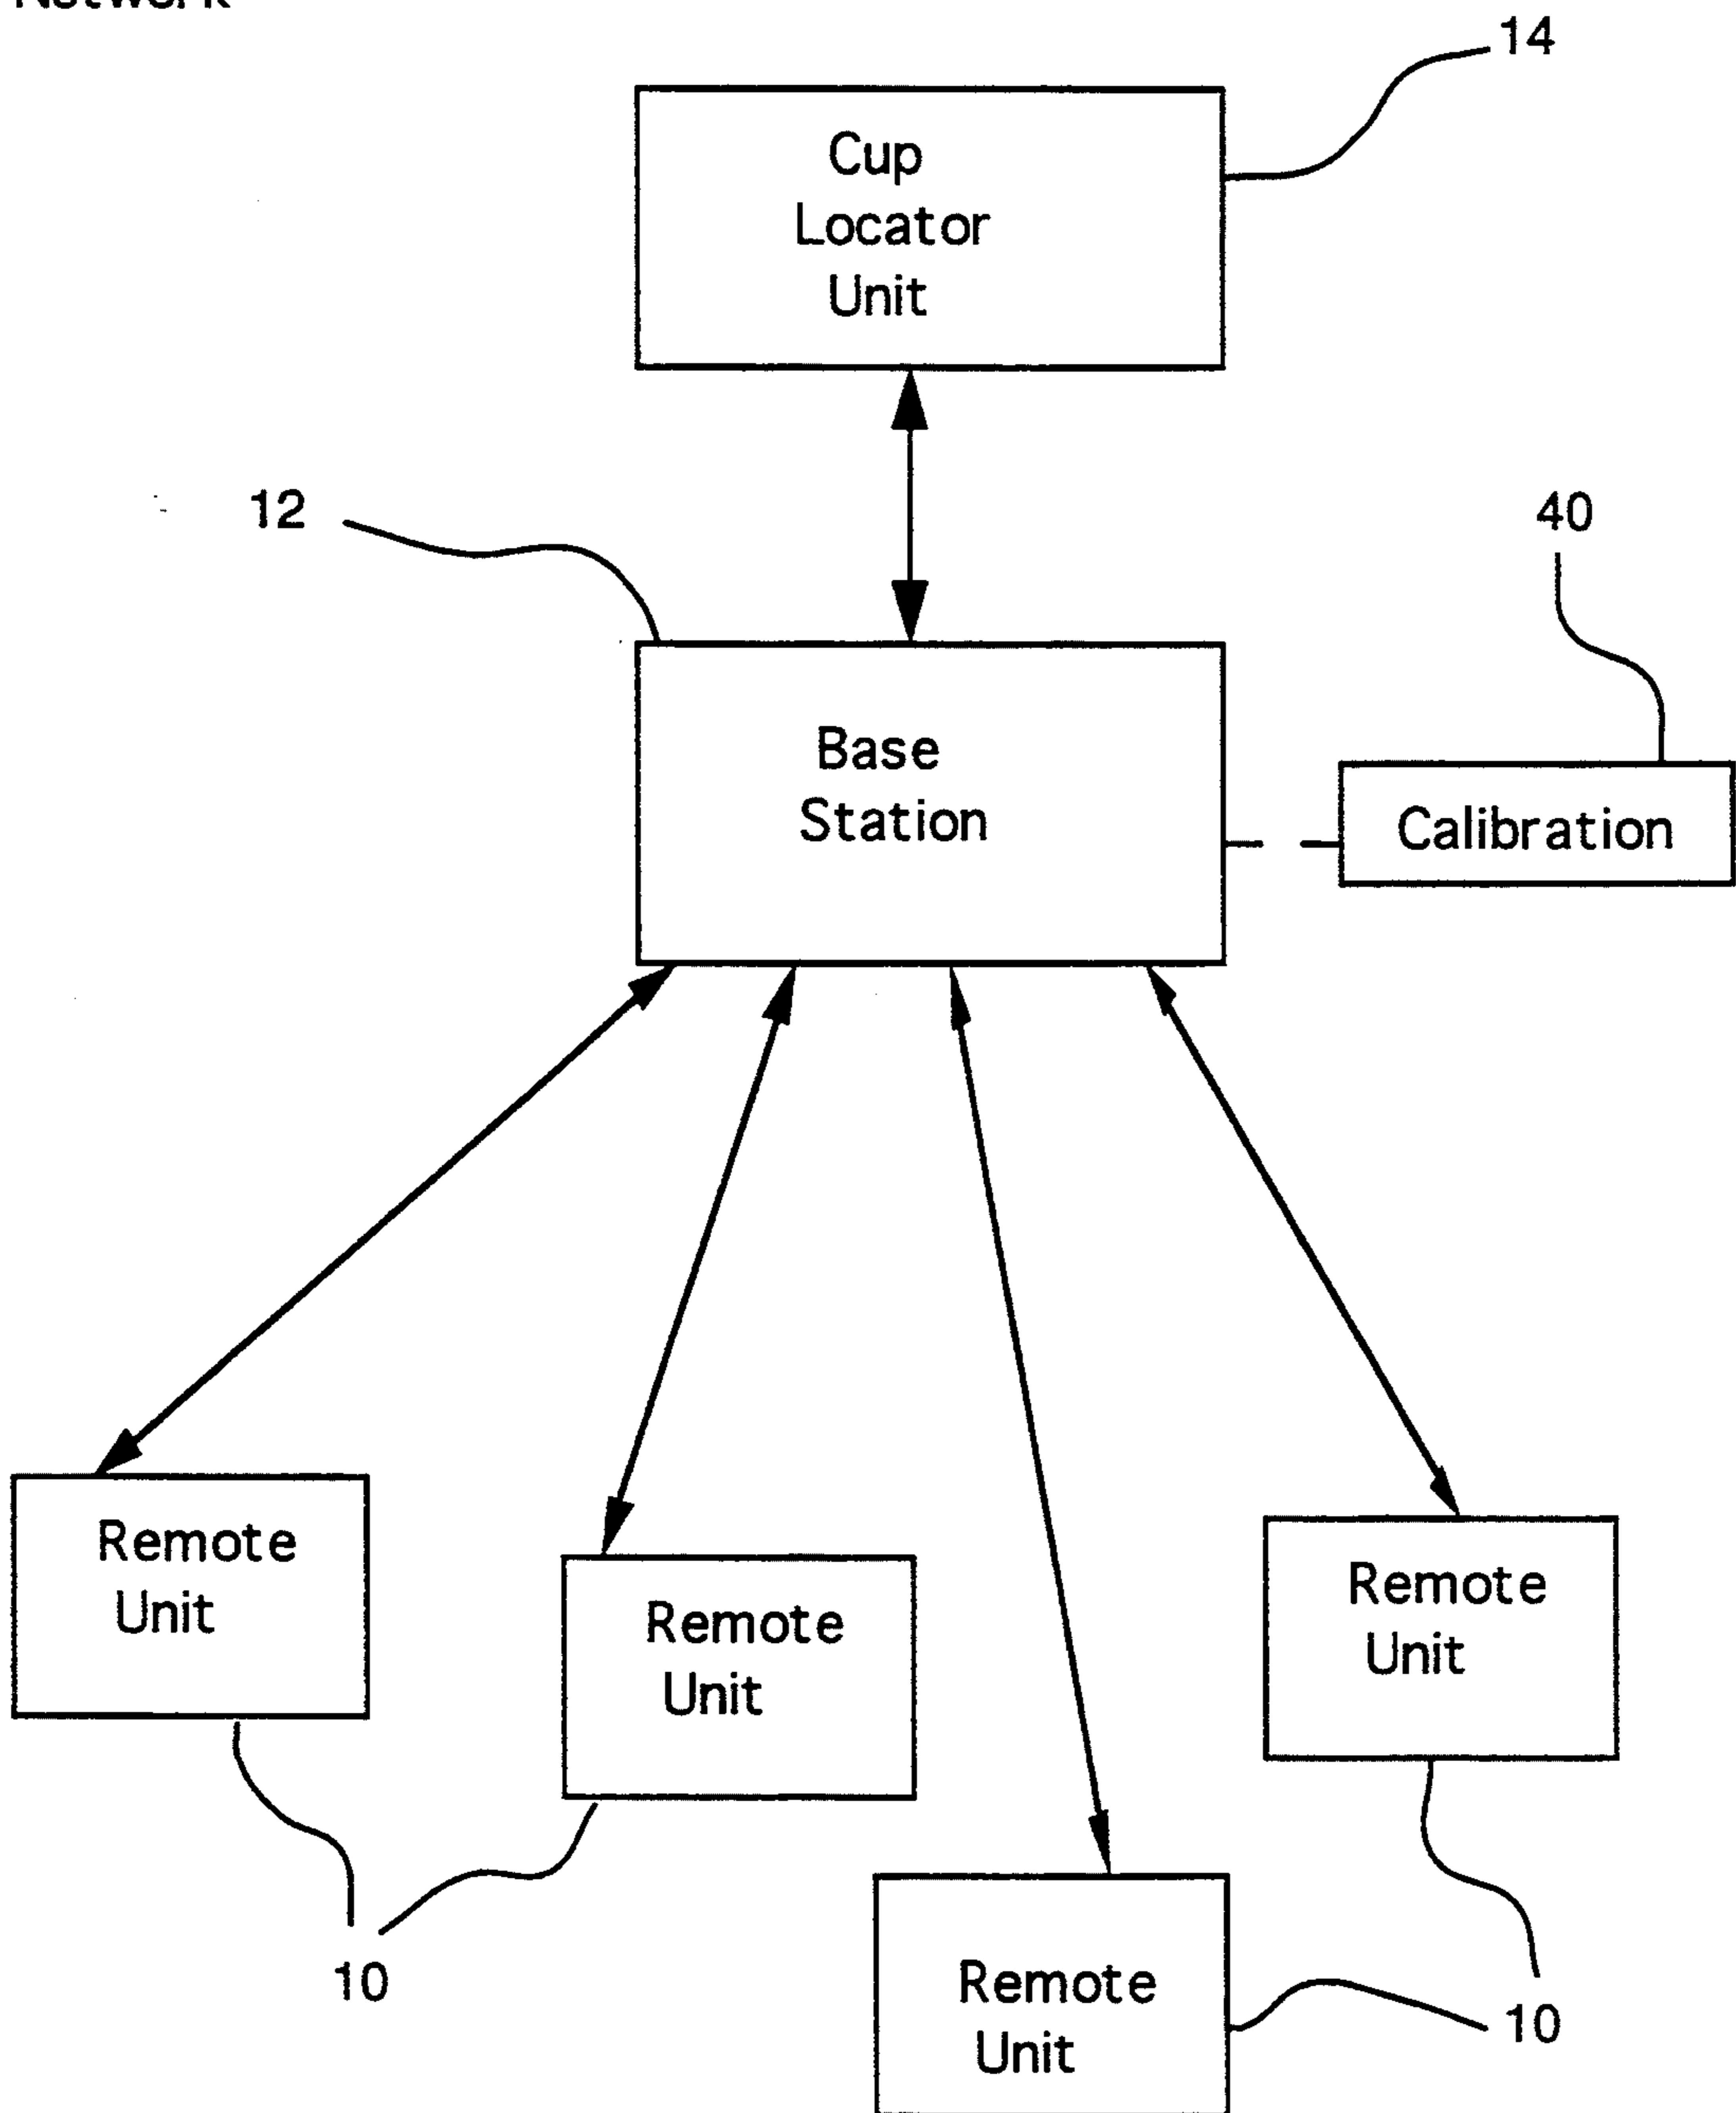 Network
14
Cup
Locator
Unit
12
40
Base
Station
Calibration
Remote
Unit
Remote
Unit
Remote
Unit
10
Remote
Unit
10